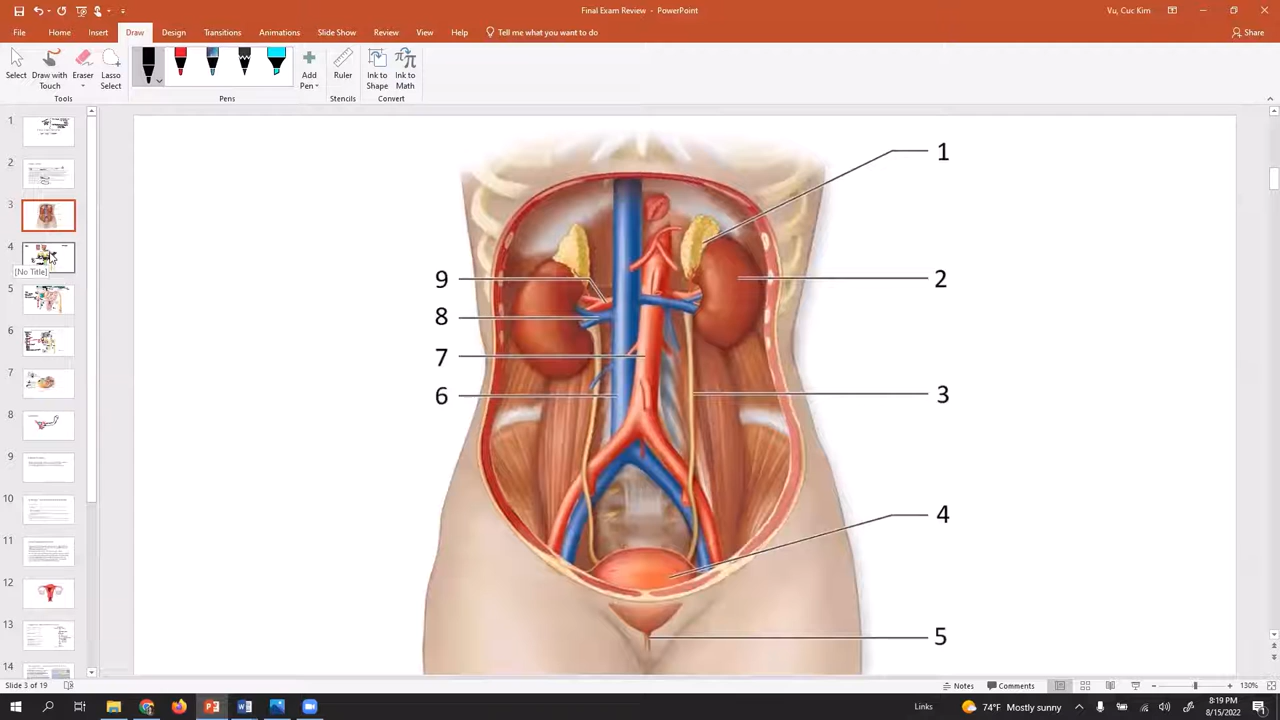 Final Exam Review - PowerPoint
Vu, Cuc Kim
File Home Insert Draw Design Transitions Animations Slide Show Review View Help Tell me what you want to do
Share
Select
Draw with Touch
Eraser
Lasso Select
Add Pen
Ruler
Ink to Shape
Ink to Math
Tools
Pens
Stencils
Convert
1
2
3
4
[No Title]
7
8
9
10
11
12
13
14
1
2
3
4
5
6
7
8
9
Slide 3 of 19
Notes
Comments
130%
Links
74°F Mostly sunny
8:19 PM
8/15/2022